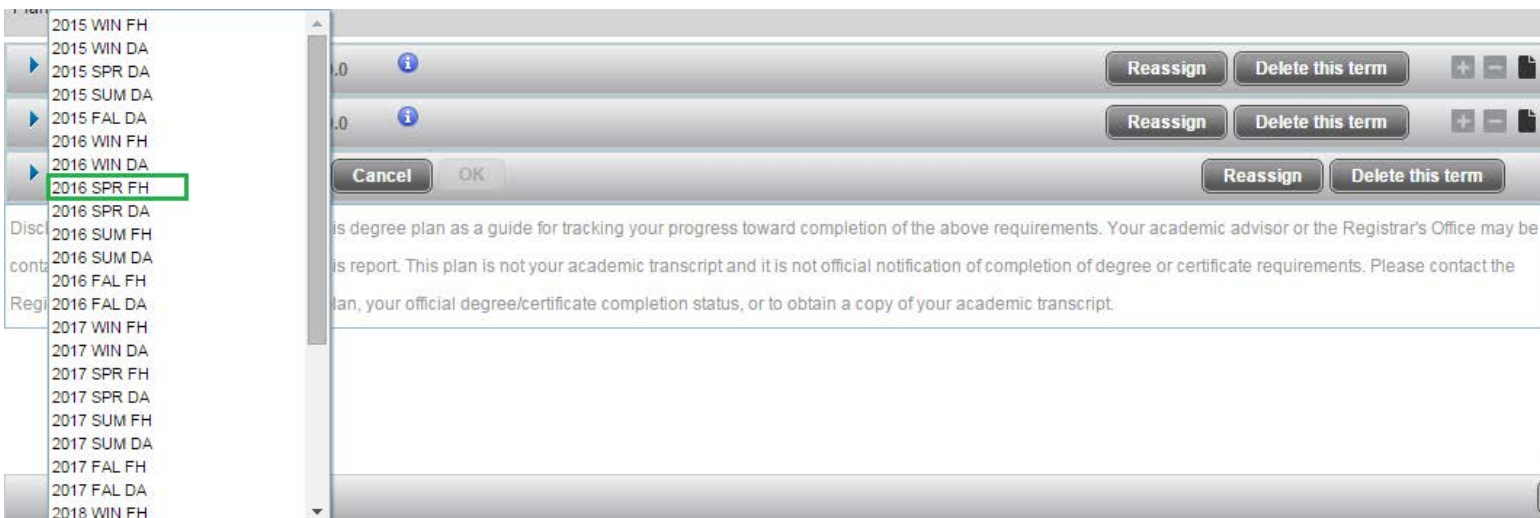 Plan
2015 WIN FH
2015 WIN DA
2015 SPR DA
2015 SUM DA
2015 FAL DA
2016 WIN FH
2016 WIN DA
2016 SPR FH
2016 SPR DA
2016 SUM FH
2016 SUM DA
2016 FAL FH
2016 FAL DA
2017 WIN FH
2017 WIN DA
2017 SPR FH
2017 SPR DA
2017 SUM FH
2017 SUM DA
2017 FAL FH
2017 FAL DA
2018 WIN FH
.0 Reassign Delete this term
.0 Reassign Delete this term
Cancel OK Reassign Delete this term
Discl is degree plan as a guide for tracking your progress toward completion of the above requirements. Your academic advisor or the Registrar's Office may be
conta is report. This plan is not your academic transcript and it is not official notification of completion of degree or certificate requirements. Please contact the
Regi lan, your official degree/certificate completion status, or to obtain a copy of your academic transcript.